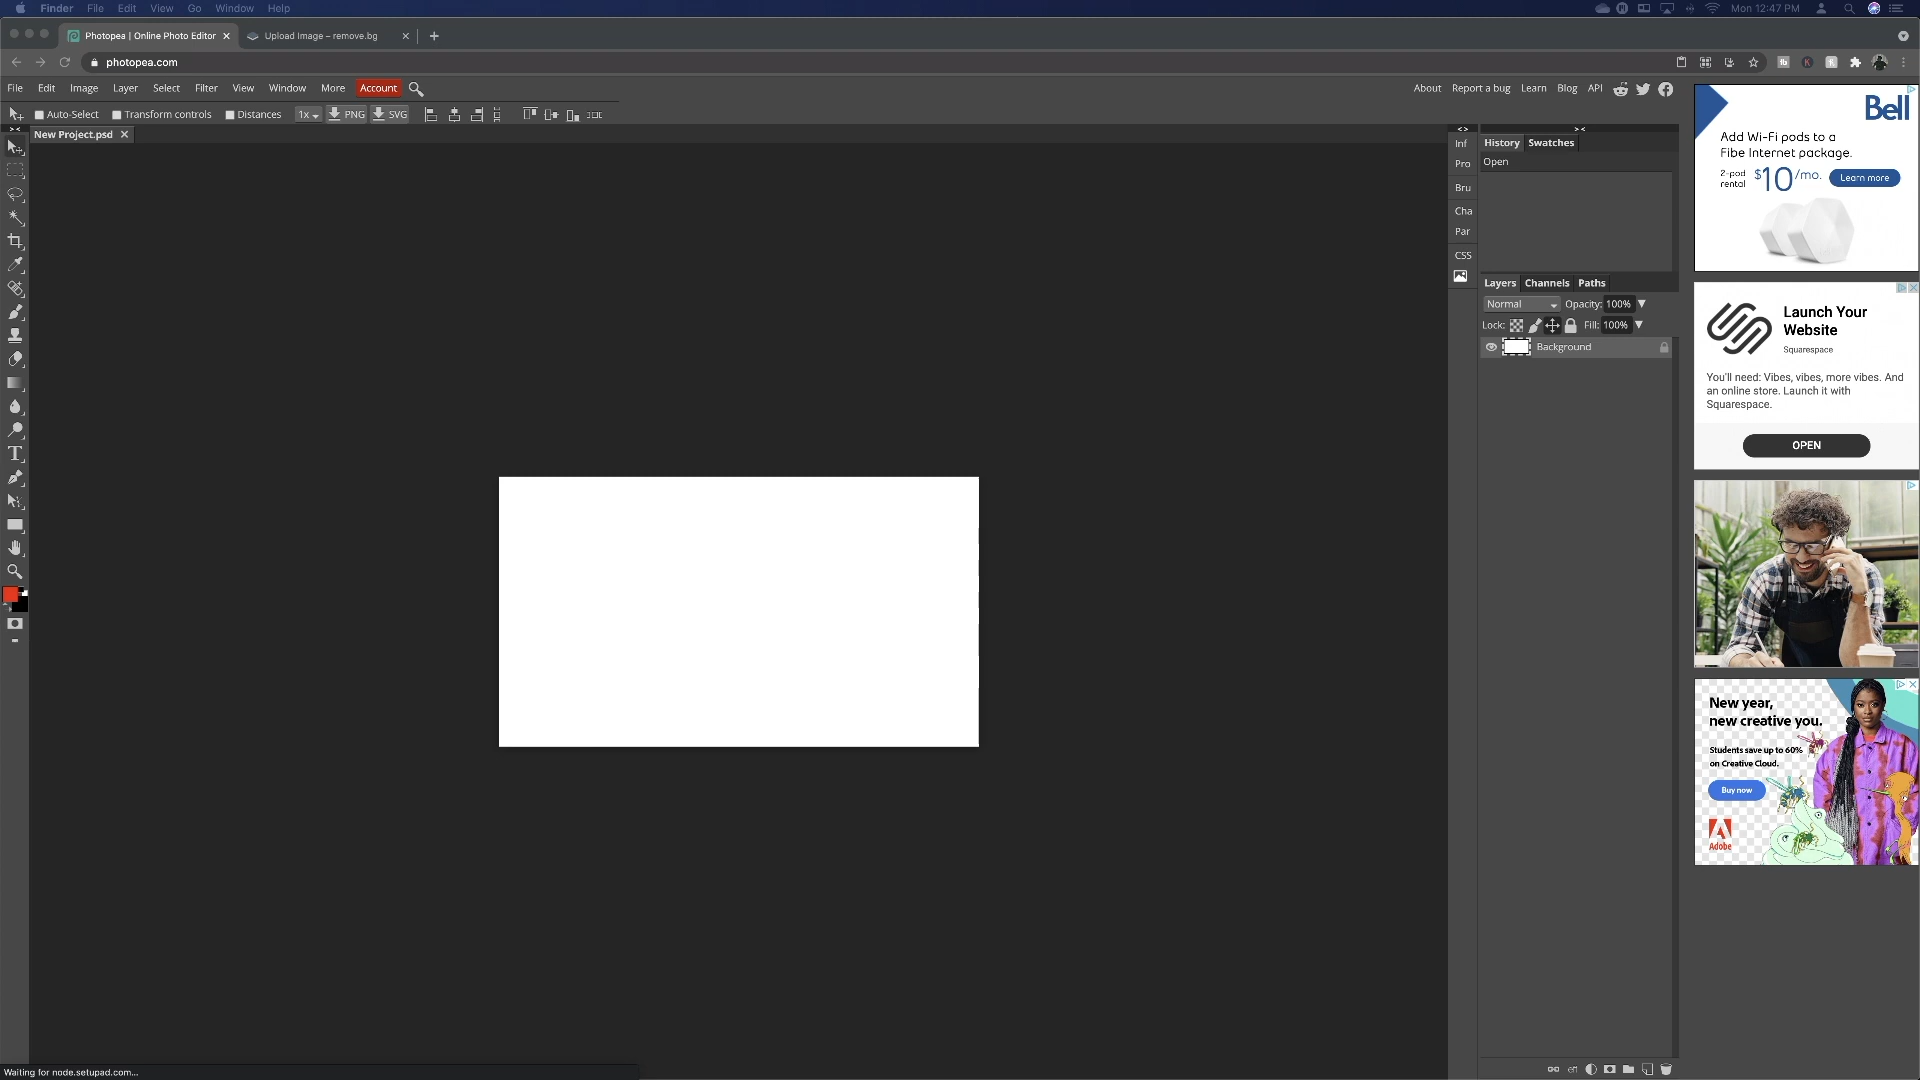 Finder File Edit View Go Window Help Mon 12:47 PM
Photopea | Online Photo Editor Upload Image – remove.bg
photopea.com
File Edit Image Layer Select Filter View Window More Account About Report a bug Learn Blog API
Auto-Select Transform controls Distances 1x PNG SVG
New Project.psd
Inf
Pro
Bru
Cha
Par
CSS
History Swatches
Open
Layers Channels Paths
Normal Opacity: 100%
Lock: Fill: 100%
Background
Bell
Add Wi-Fi pods to a
Fibe Internet package.
2-pod
rental
$10/mo.
Learn more
Launch Your
Website
Squarespace
You'll need: Vibes, vibes, more vibes. And
an online store. Launch it with
Squarespace.
OPEN
New year,
new creative you.
Students save up to 60%
on Creative Cloud.
Buy now
Adobe
Waiting for node.setupad.com...